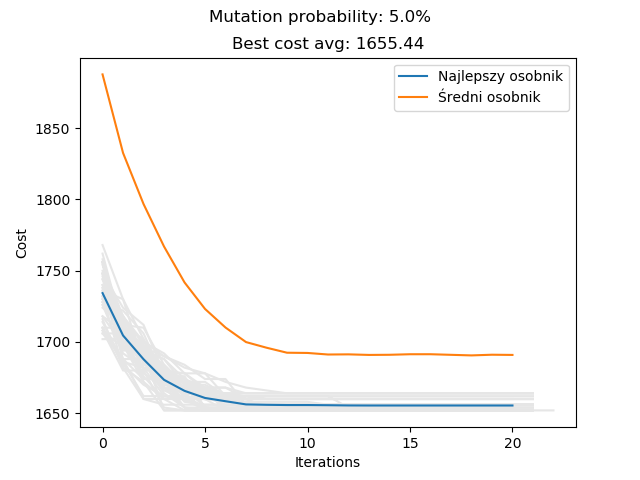 Mutation probability: 5.0%
Best cost avg: 1655.44
Najlepszy osobnik
Średni osobnik
1850
1800
1750
1700
1650
Cost
0 5 10 15 20
Iterations